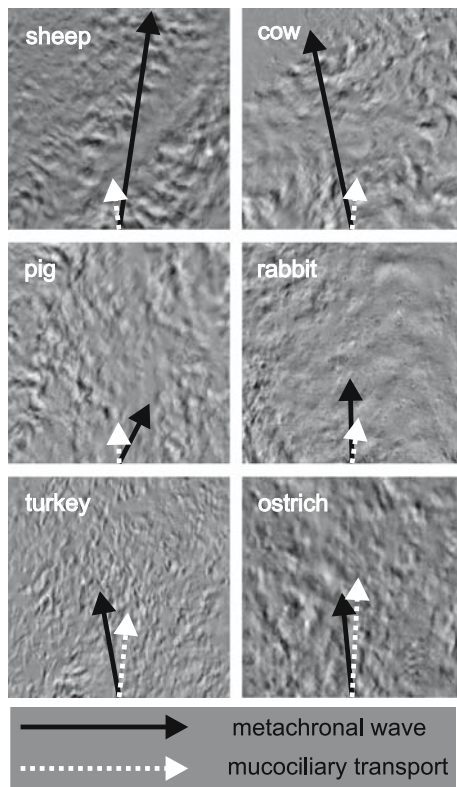 sheep
cow
pig
rabbit
turkey
ostrich
metachronal wave
mucociliary transport